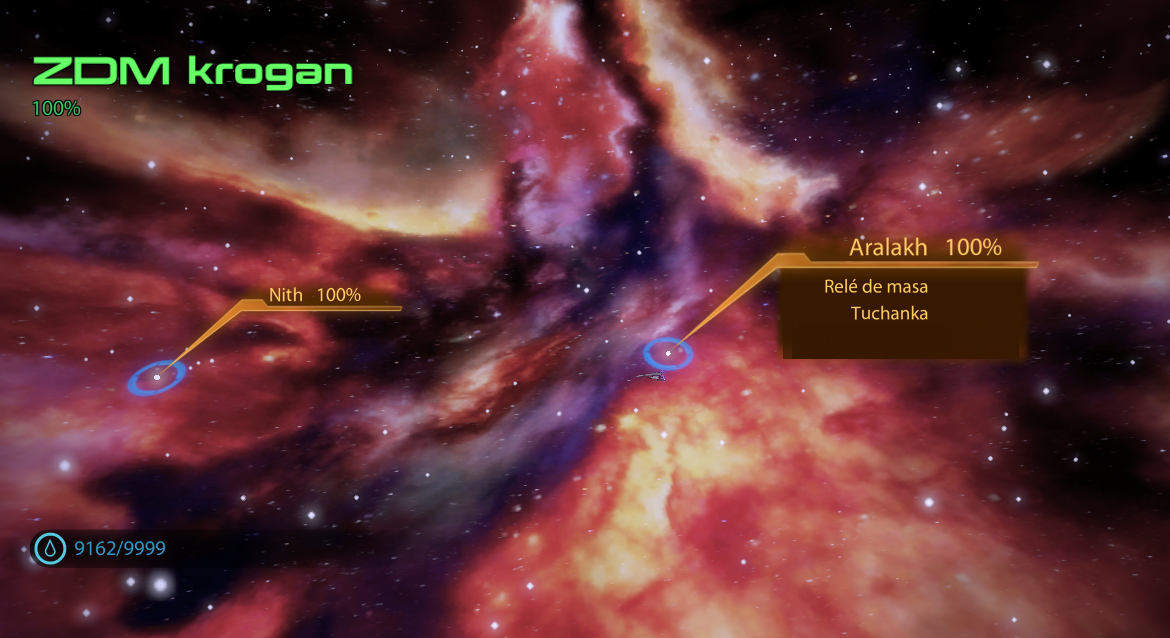 ZDM krogan
100%
Aralakh 100%
Relé de masa
Tuchanka
Nith 100%
9162/9999